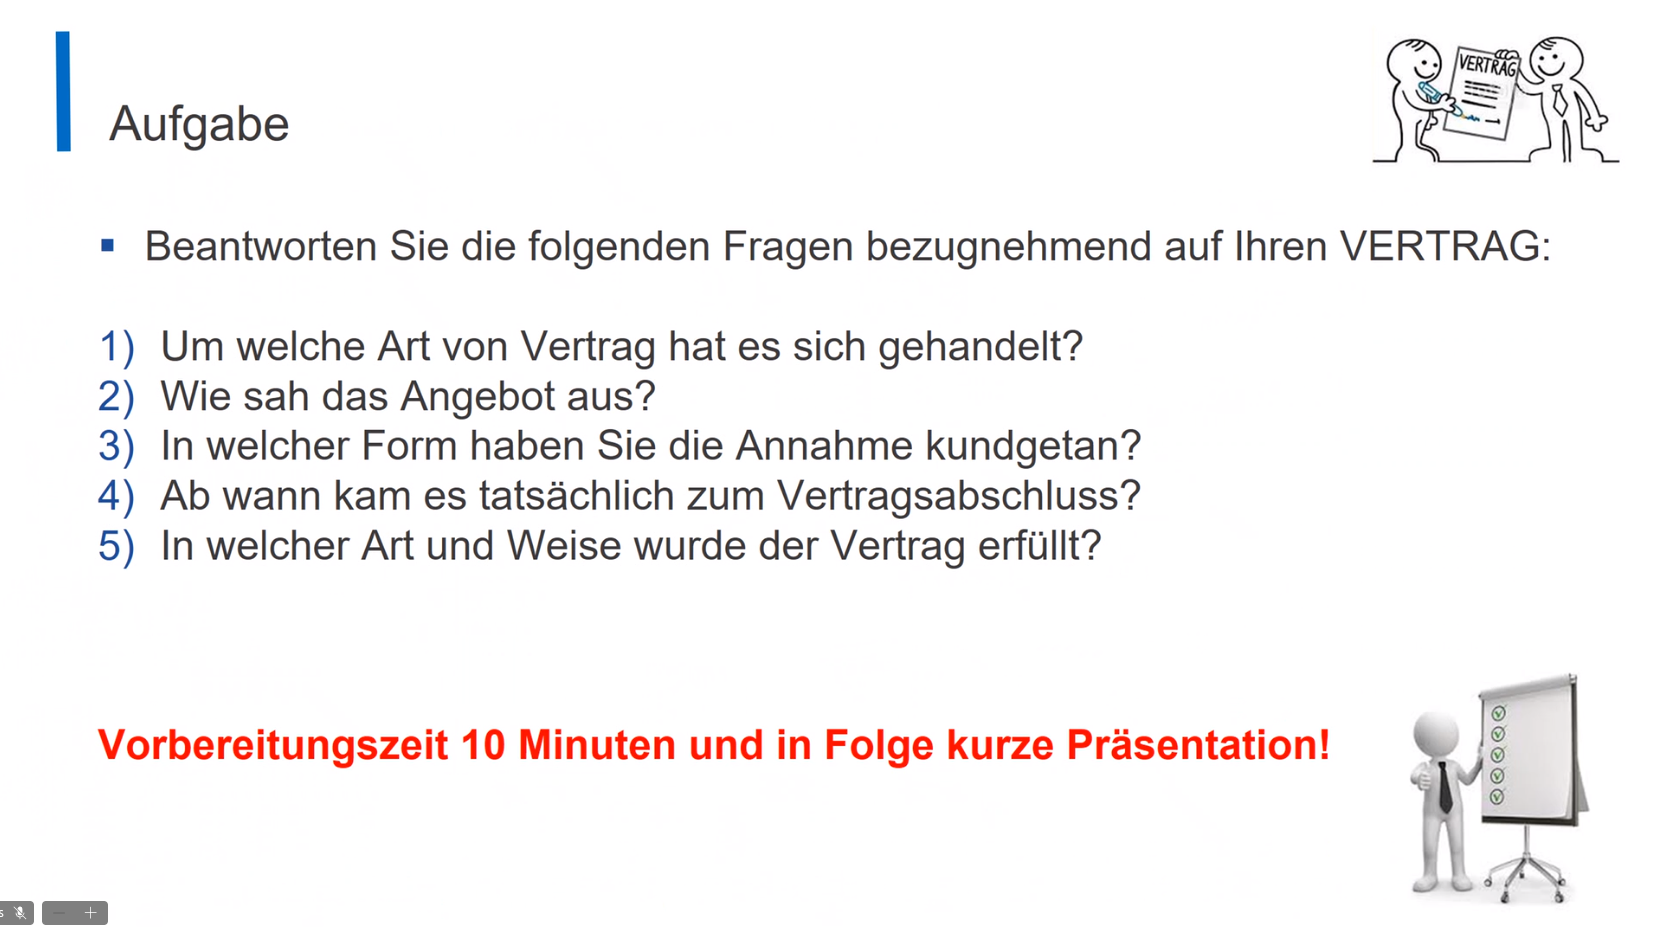 VERTRAG
Aufgabe
▪ Beantworten Sie die folgenden Fragen bezugnehmend auf Ihren VERTRAG:
1) Um welche Art von Vertrag hat es sich gehandelt?
2) Wie sah das Angebot aus?
3) In welcher Form haben Sie die Annahme kundgetan?
4) Ab wann kam es tatsächlich zum Vertragsabschluss?
5) In welcher Art und Weise wurde der Vertrag erfüllt?
Vorbereitungszeit 10 Minuten und in Folge kurze Präsentation!